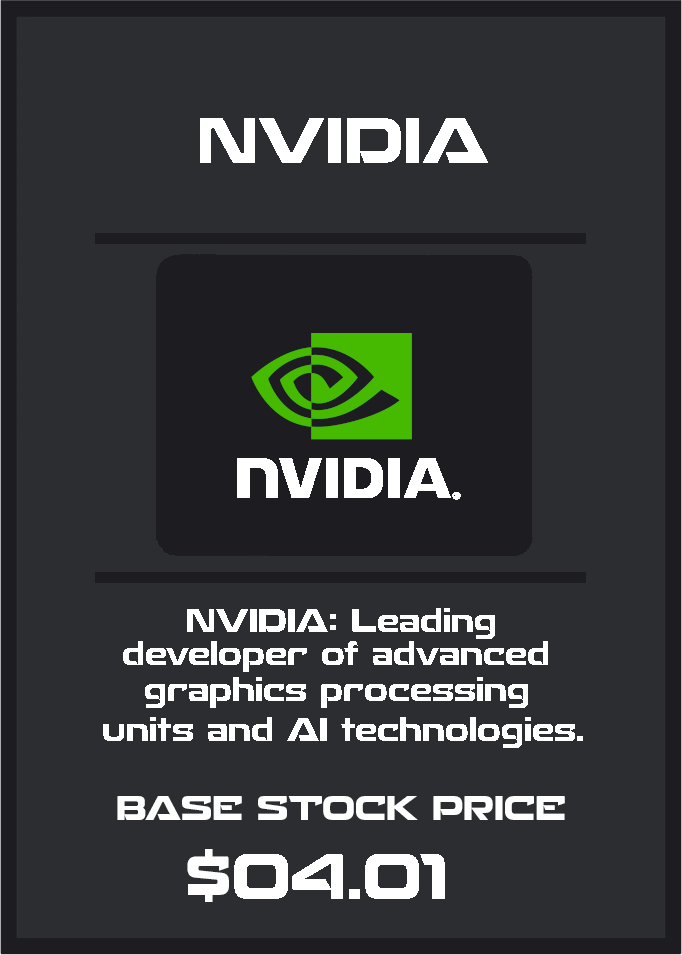 NVIDIA
NVIDIA.
NVIDIA: Leading
developer of advanced
graphics processing
units and AI technologies.
BASE STOCK PRICE
$04.01